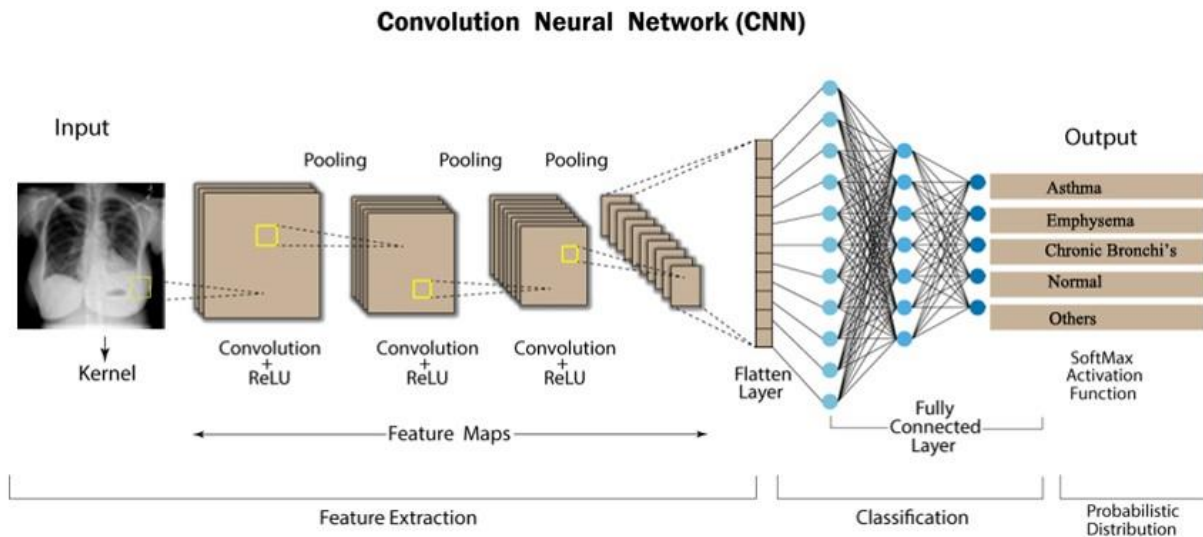 Convolution Neural Network (CNN)
Input
Output
Pooling
Pooling
Pooling
Asthma
Emphysema
Chronic Bronchi's
Normal
Others
Kernel
Convolution
+
ReLU
Convolution
+
ReLU
Convolution
+
ReLU
Flatten
Layer
SoftMax
Activation
Function
Fully
Connected
Layer
Feature Maps
Feature Extraction
Classification
Probabilistic
Distribution